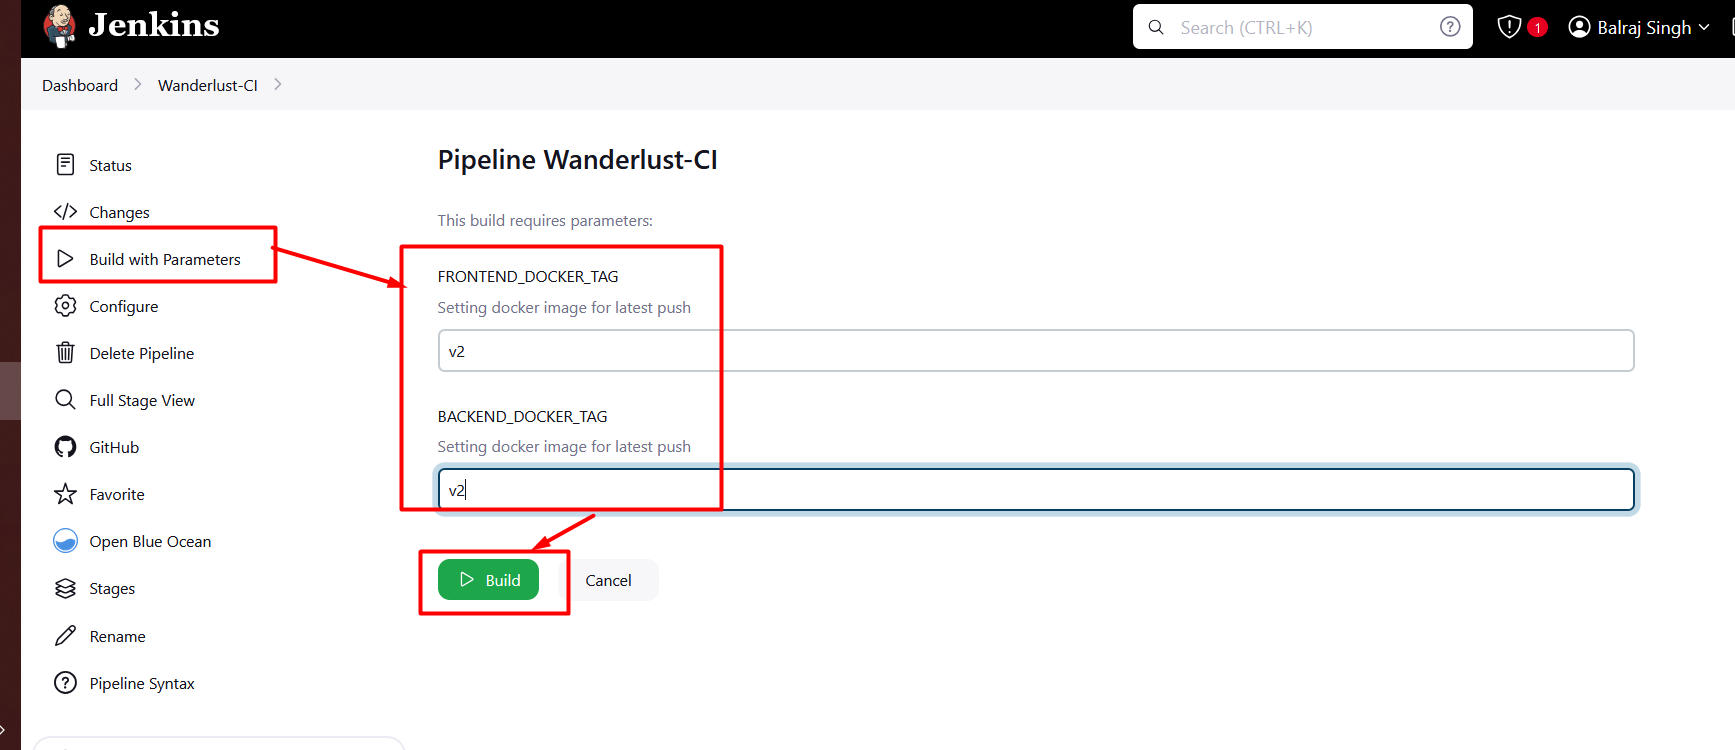 Jenkins
Search (CTRL+K)
1
Balraj Singh
Dashboard
Wanderlust-CI
Status
Changes
Build with Parameters
Configure
Delete Pipeline
Full Stage View
GitHub
Favorite
Open Blue Ocean
Stages
Rename
Pipeline Syntax
Pipeline Wanderlust-CI
This build requires parameters:
FRONTEND_DOCKER_TAG
Setting docker image for latest push
v2
BACKEND_DOCKER_TAG
Setting docker image for latest push
v2
Build
Cancel